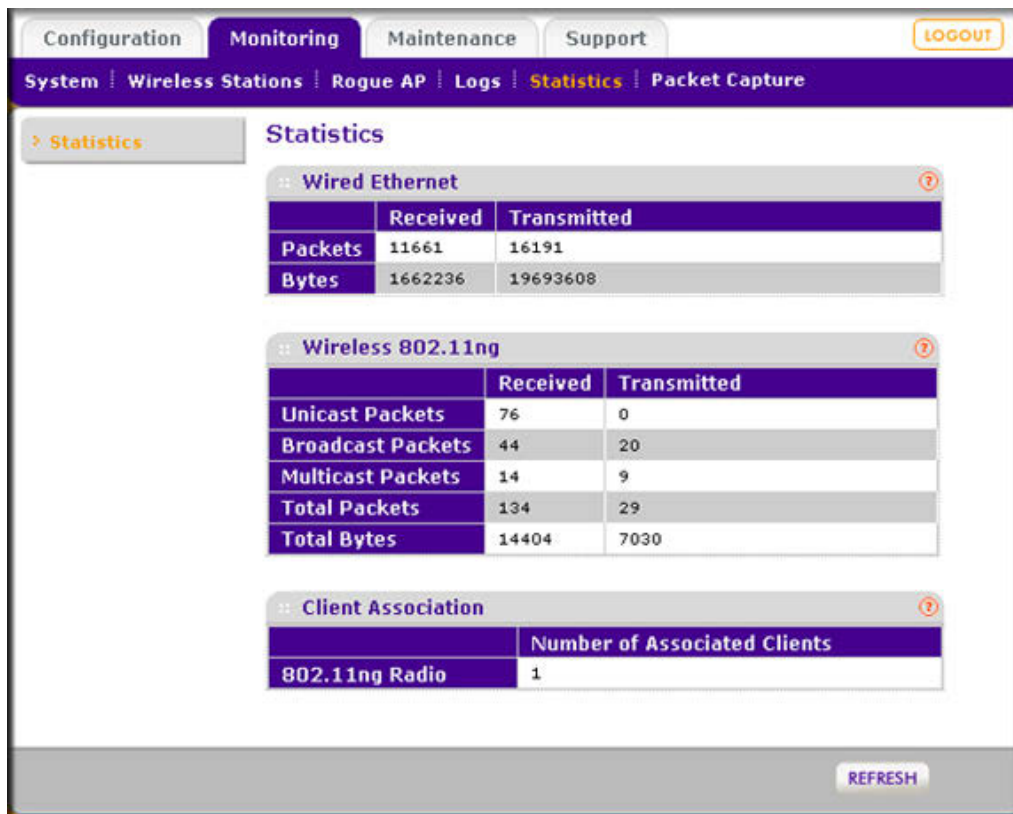 Configuration Monitoring Maintenance Support LOGOUT
System Wireless Stations Rogue AP Logs Statistics Packet Capture
Statistics
Statistics
Wired Ethernet ?
Received Transmitted
Packets 11661 16191
Bytes 1662236 19693608
Wireless 802.11ng ?
Received Transmitted
Unicast Packets 76 0
Broadcast Packets 44 20
Multicast Packets 14 9
Total Packets 134 29
Total Bytes 14404 7030
Client Association ?
Number of Associated Clients
802.11ng Radio 1
REFRESH